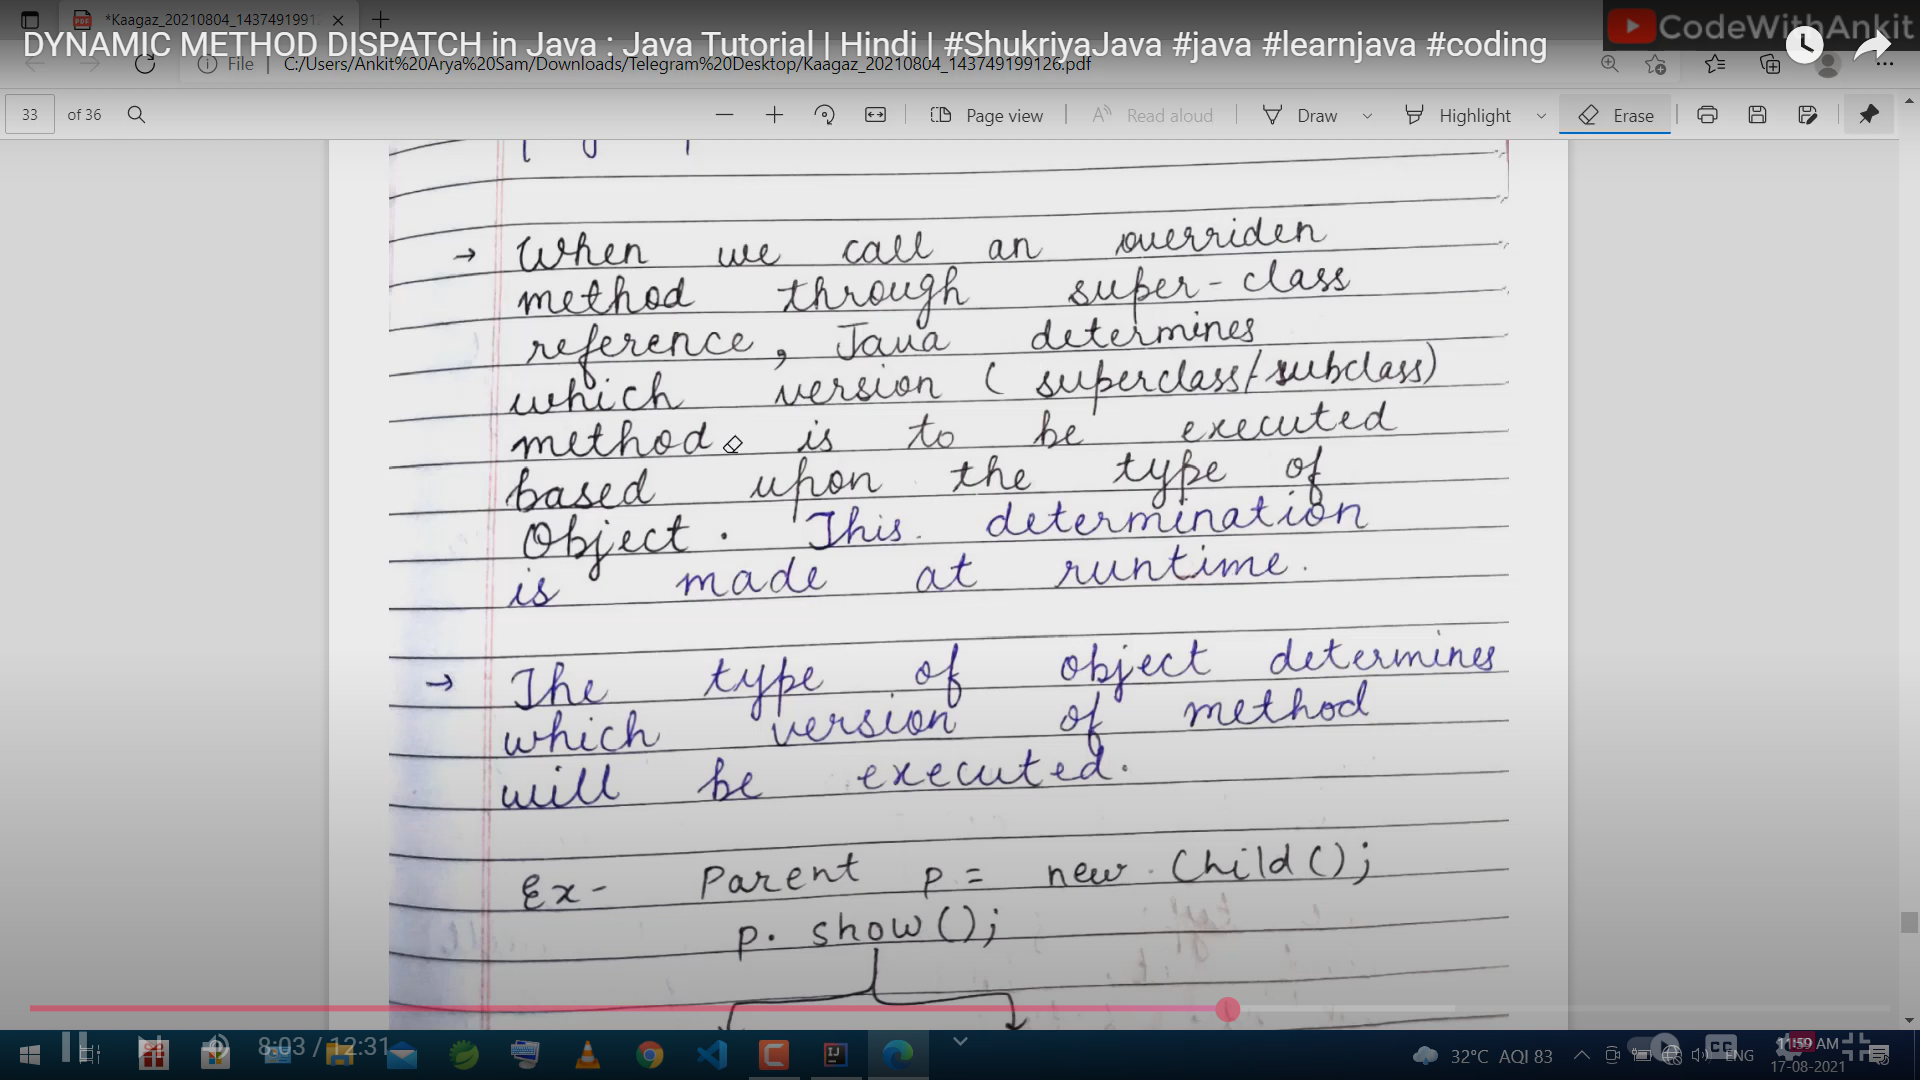 *Kaagaz_20210804_143749199
CodeWithAnkit
DYNAMIC METHOD DISPATCH in Java : Java Tutorial | Hindi | #ShukriyaJava #java #learnjava #coding
File | C:/Users/Ankit%20Arya%20Sam/Downloads/Telegram%20Desktop/Kaagaz_20210804_143749199126.pdf
33 of 36 Page view Read aloud Draw Highlight Erase
→ When we call an overriden
method through super-class
reference, Java determines
which version (superclass/subclass)
method is to be executed
based upon the type of
Object. This determination
is made at runtime.
→ The type of object determines
which version of method
will be executed.
Ex- Parent p = new Child();
p. show();
8:03 / 12:31
32°C AQI 83 CC ENG 11:59 AM
17-08-2021